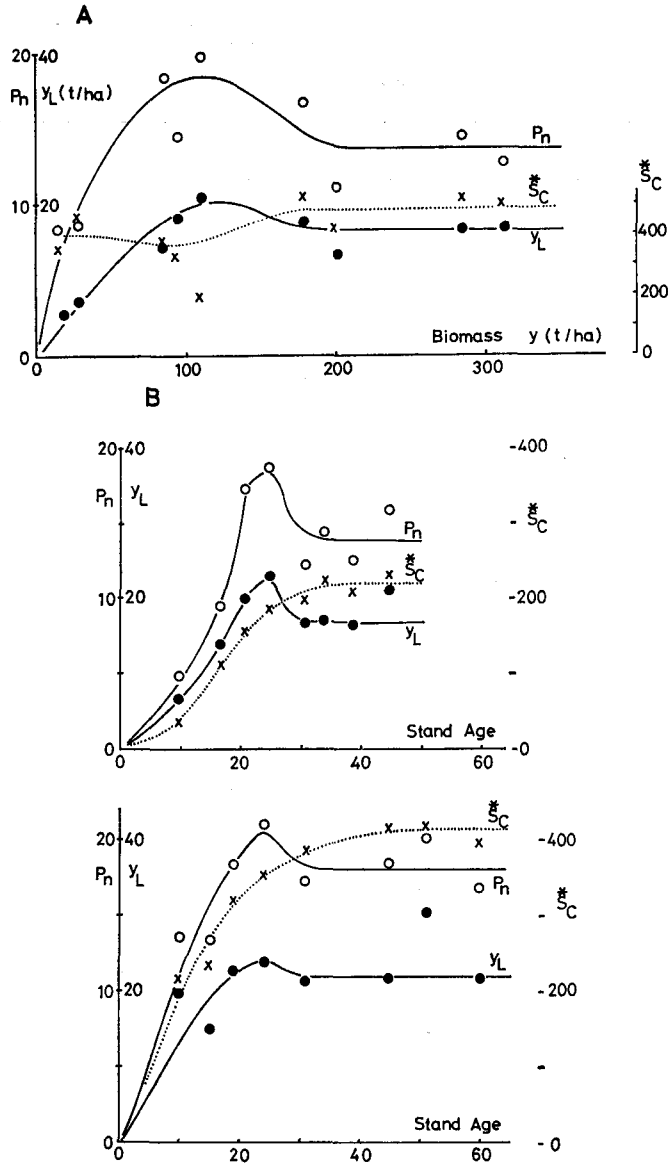 A
20 40
Pn yL (t/ha)
Pn
*SC
*SC
10 20
400
yL
200
Biomass y (t/ha)
0
0
0 100 200 300
B
20 40
-400
Pn yL
*SC
Pn
*SC
10 20
-200
yL
Stand Age
0
-0
0 20 40 60
*SC
20 40
-400
Pn yL
Pn
*SC
yL
10 20
-200
Stand Age
0
-0
0 20 40 60